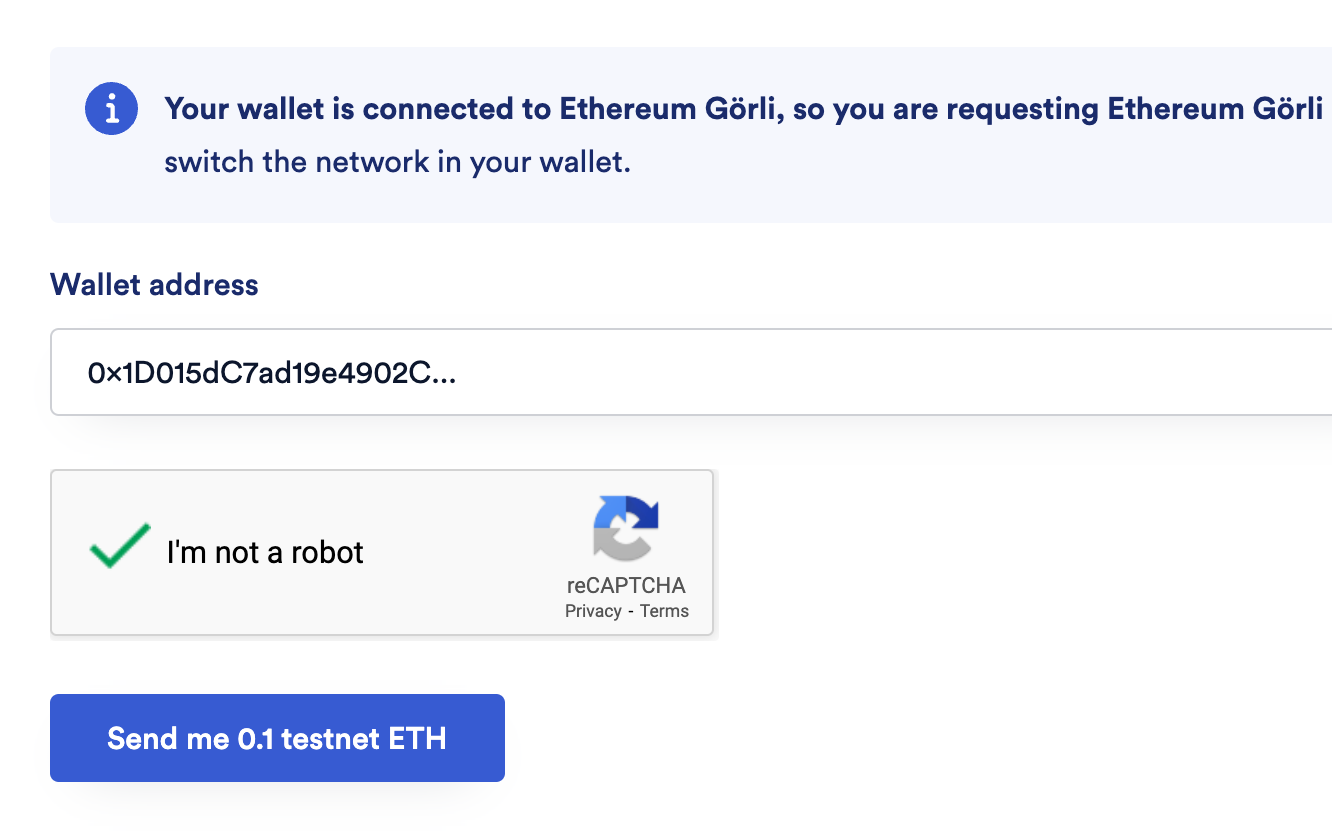 Your wallet is connected to Ethereum Görli, so you are requesting Ethereum Görli
switch the network in your wallet.
Wallet address
0x1D015dC7ad19e4902C...
I'm not a robot
reCAPTCHA
Privacy - Terms
Send me 0.1 testnet ETH